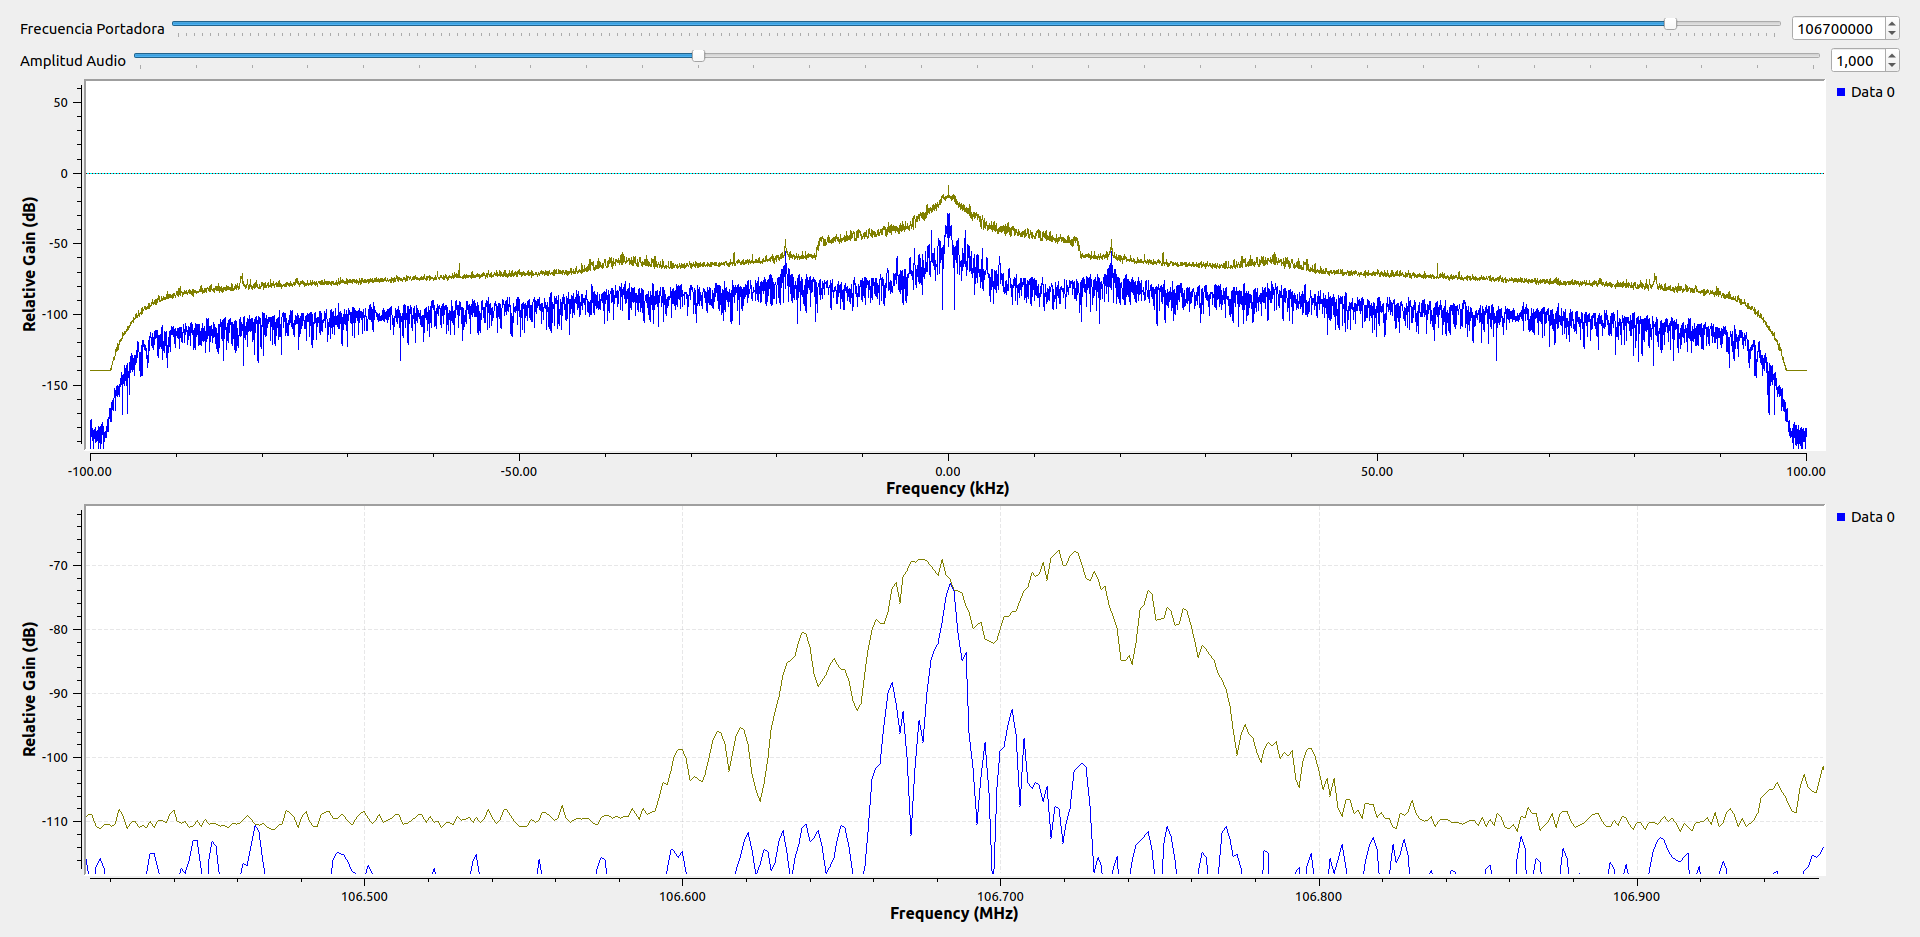 Frecuencia Portadora 106700000
Amplitud Audio 1,000
Data 0
50
0
-50
-100
-150
Relative Gain (dB)
-100.00 -50.00 0.00 50.00 100.00
Frequency (kHz)
Data 0
-70
-80
-90
-100
-110
Relative Gain (dB)
106.500 106.600 106.700 106.800 106.900
Frequency (MHz)